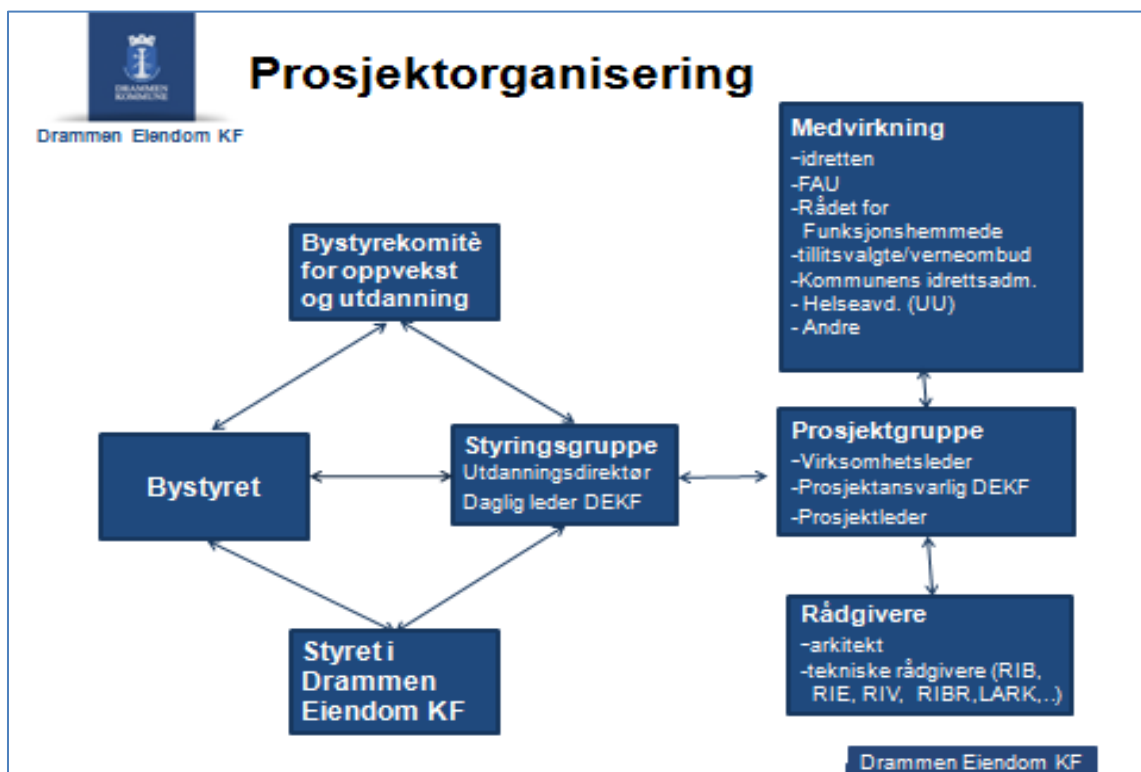 DRAMMEN
KOMMUNE
Drammen Eiendom KF
Prosjektorganisering
Medvirkning
-idretten
-FAU
-Rådet for
Funksjonshemmede
-tillitsvalgte/verneombud
-Kommunens idrettsadm.
- Helseavd. (UU)
- Andre
Bystyrekomitè
for oppvekst
og utdanning
Bystyret
Styringsgruppe
Utdanningsdirektør
Daglig leder DEKF
Prosjektgruppe
-Virksomhetsleder
-Prosjektansvarlig DEKF
-Prosjektleder
Styret i
Drammen
Eiendom KF
Rådgivere
-arkitekt
-tekniske rådgivere (RIB,
RIE, RIV, RIBR,LARK,..)
Drammen Eiendom KF